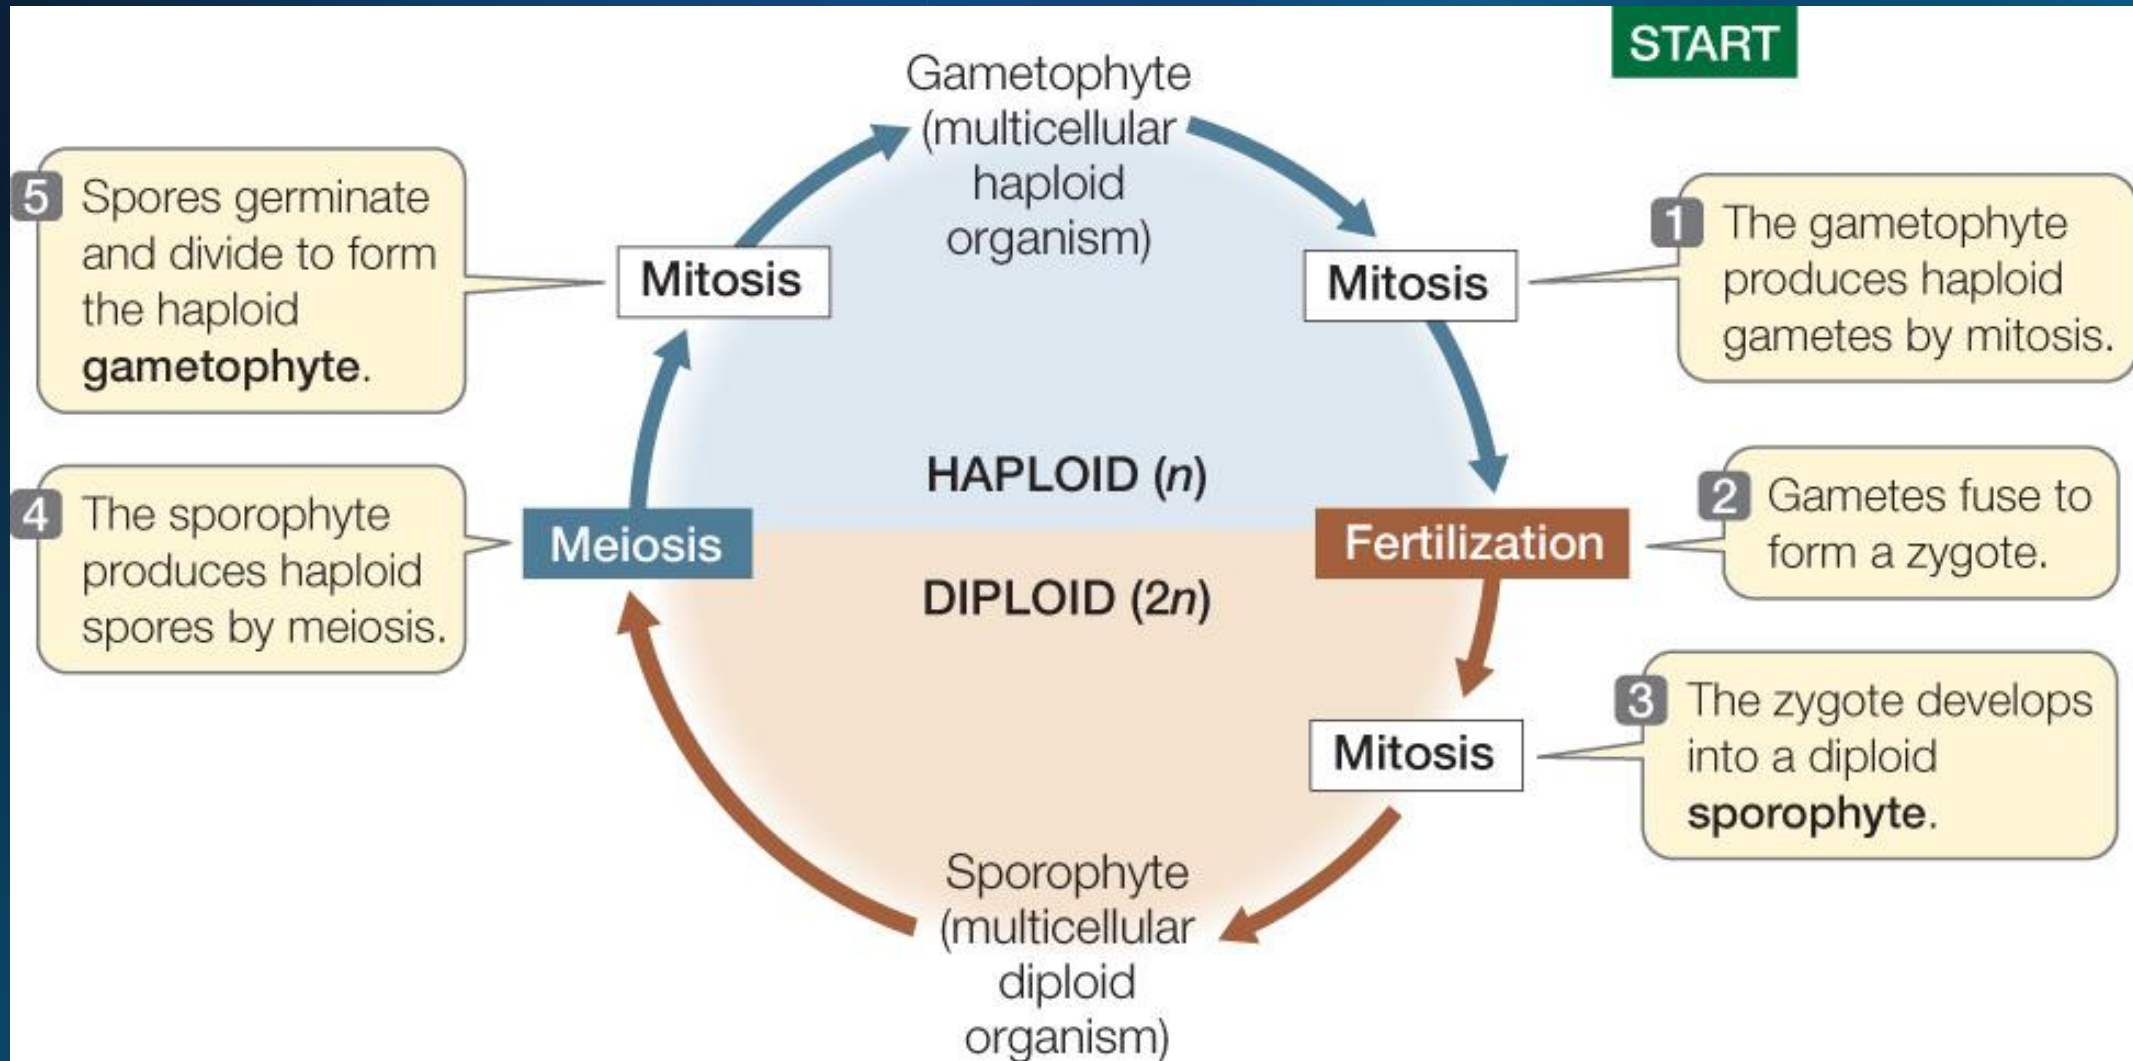 START
Gametophyte
(multicellular
haploid
organism)
Mitosis
1 The gametophyte
produces haploid
gametes by mitosis.
Fertilization
2 Gametes fuse to
form a zygote.
Mitosis
3 The zygote develops
into a diploid
sporophyte.
Sporophyte
(multicellular
diploid
organism)
Meiosis
4 The sporophyte
produces haploid
spores by meiosis.
Mitosis
5 Spores germinate
and divide to form
the haploid
gametophyte.
HAPLOID (n)
DIPLOID (2n)